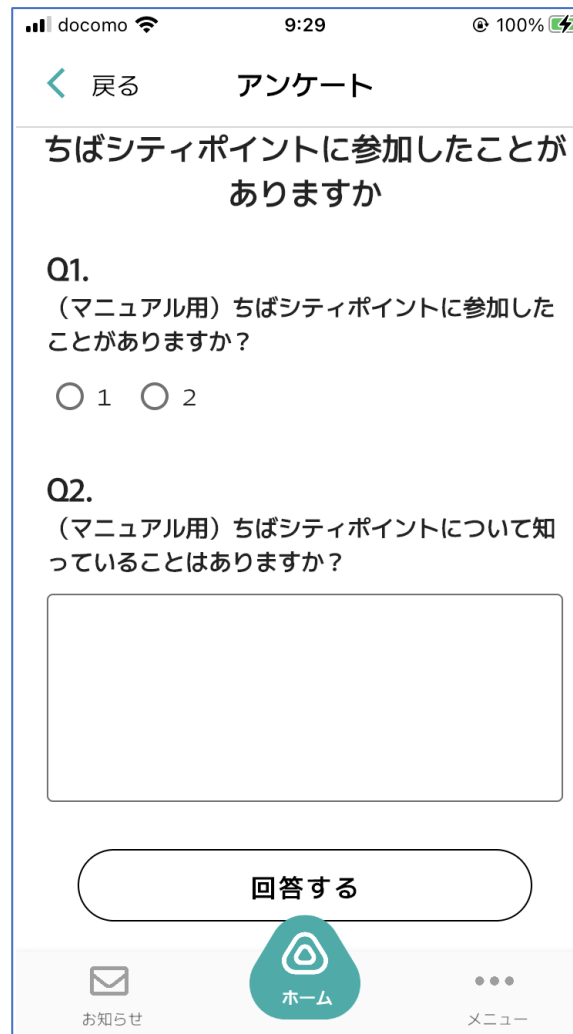 docomo 9:29 100%
戻る アンケート
ちばシティポイントに参加したことが
ありますか
Q1.
（マニュアル用）ちばシティポイントに参加した
ことがありますか？
1 2
Q2.
（マニュアル用）ちばシティポイントについて知
っていることはありますか？
回答する
お知らせ ホーム メニュー